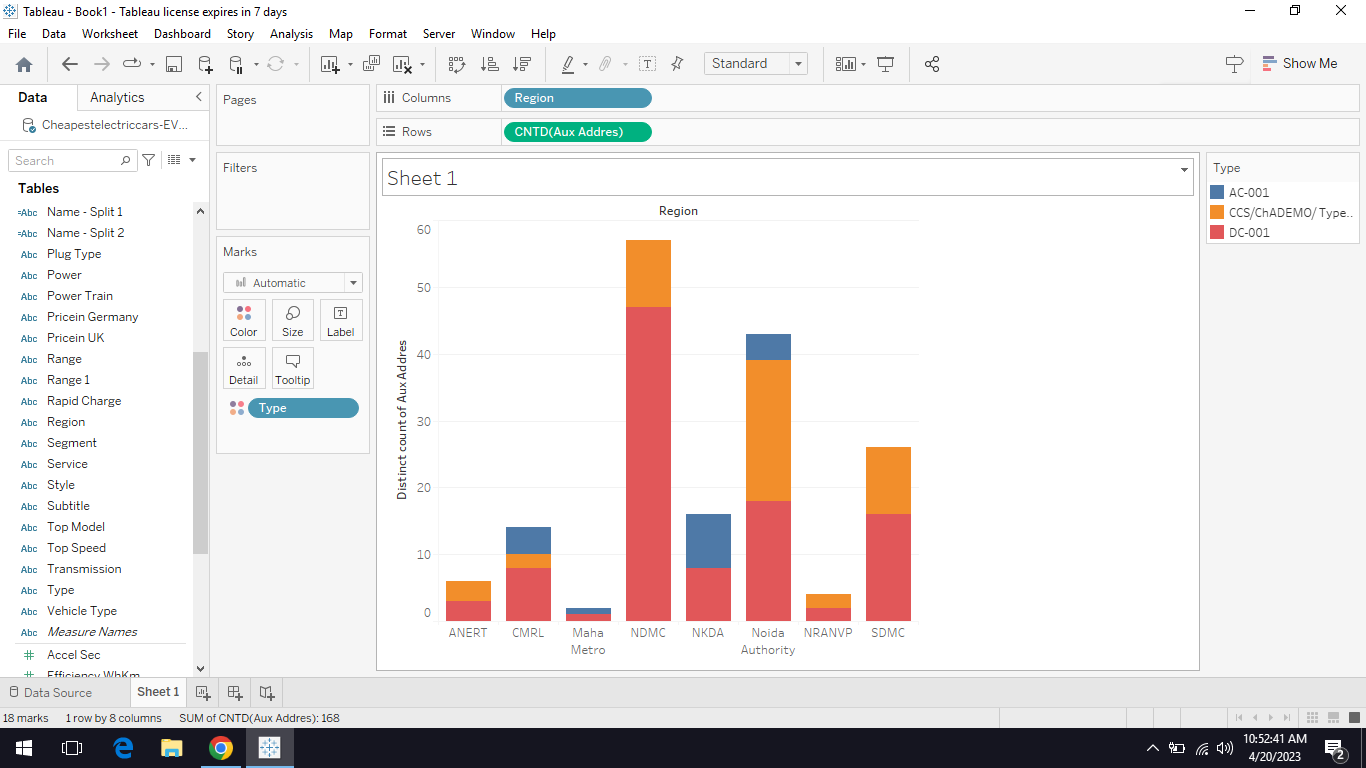 Tableau - Book1 - Tableau license expires in 7 days
File Data Worksheet Dashboard Story Analysis Map Format Server Window Help
Standard
Show Me
Data Analytics
Cheapestelectriccars-EV...
Search
Tables
=Abc Name - Split 1
=Abc Name - Split 2
Abc Plug Type
Abc Power
Abc Power Train
Abc Pricein Germany
Abc Pricein UK
Abc Range
Abc Range 1
Abc Rapid Charge
Abc Region
Abc Segment
Abc Service
Abc Style
Abc Subtitle
Abc Top Model
Abc Top Speed
Abc Transmission
Abc Type
Abc Vehicle Type
Abc Measure Names
# Accel Sec
# Efficiency WhKm
Pages
Filters
Marks
Automatic
Color Size Label
Detail Tooltip
Type
Columns Region
Rows CNTD(Aux Addres)
Sheet 1
Region
Distinct count of Aux Addres
60
50
40
30
20
10
0
ANERT CMRL Maha Metro NDMC NKDA Noida Authority NRANVP SDMC
Type
AC-001
CCS/ChADEMO/ Type..
DC-001
Data Source Sheet 1
18 marks 1 row by 8 columns SUM of CNTD(Aux Addres): 168
10:52:41 AM
4/20/2023
2